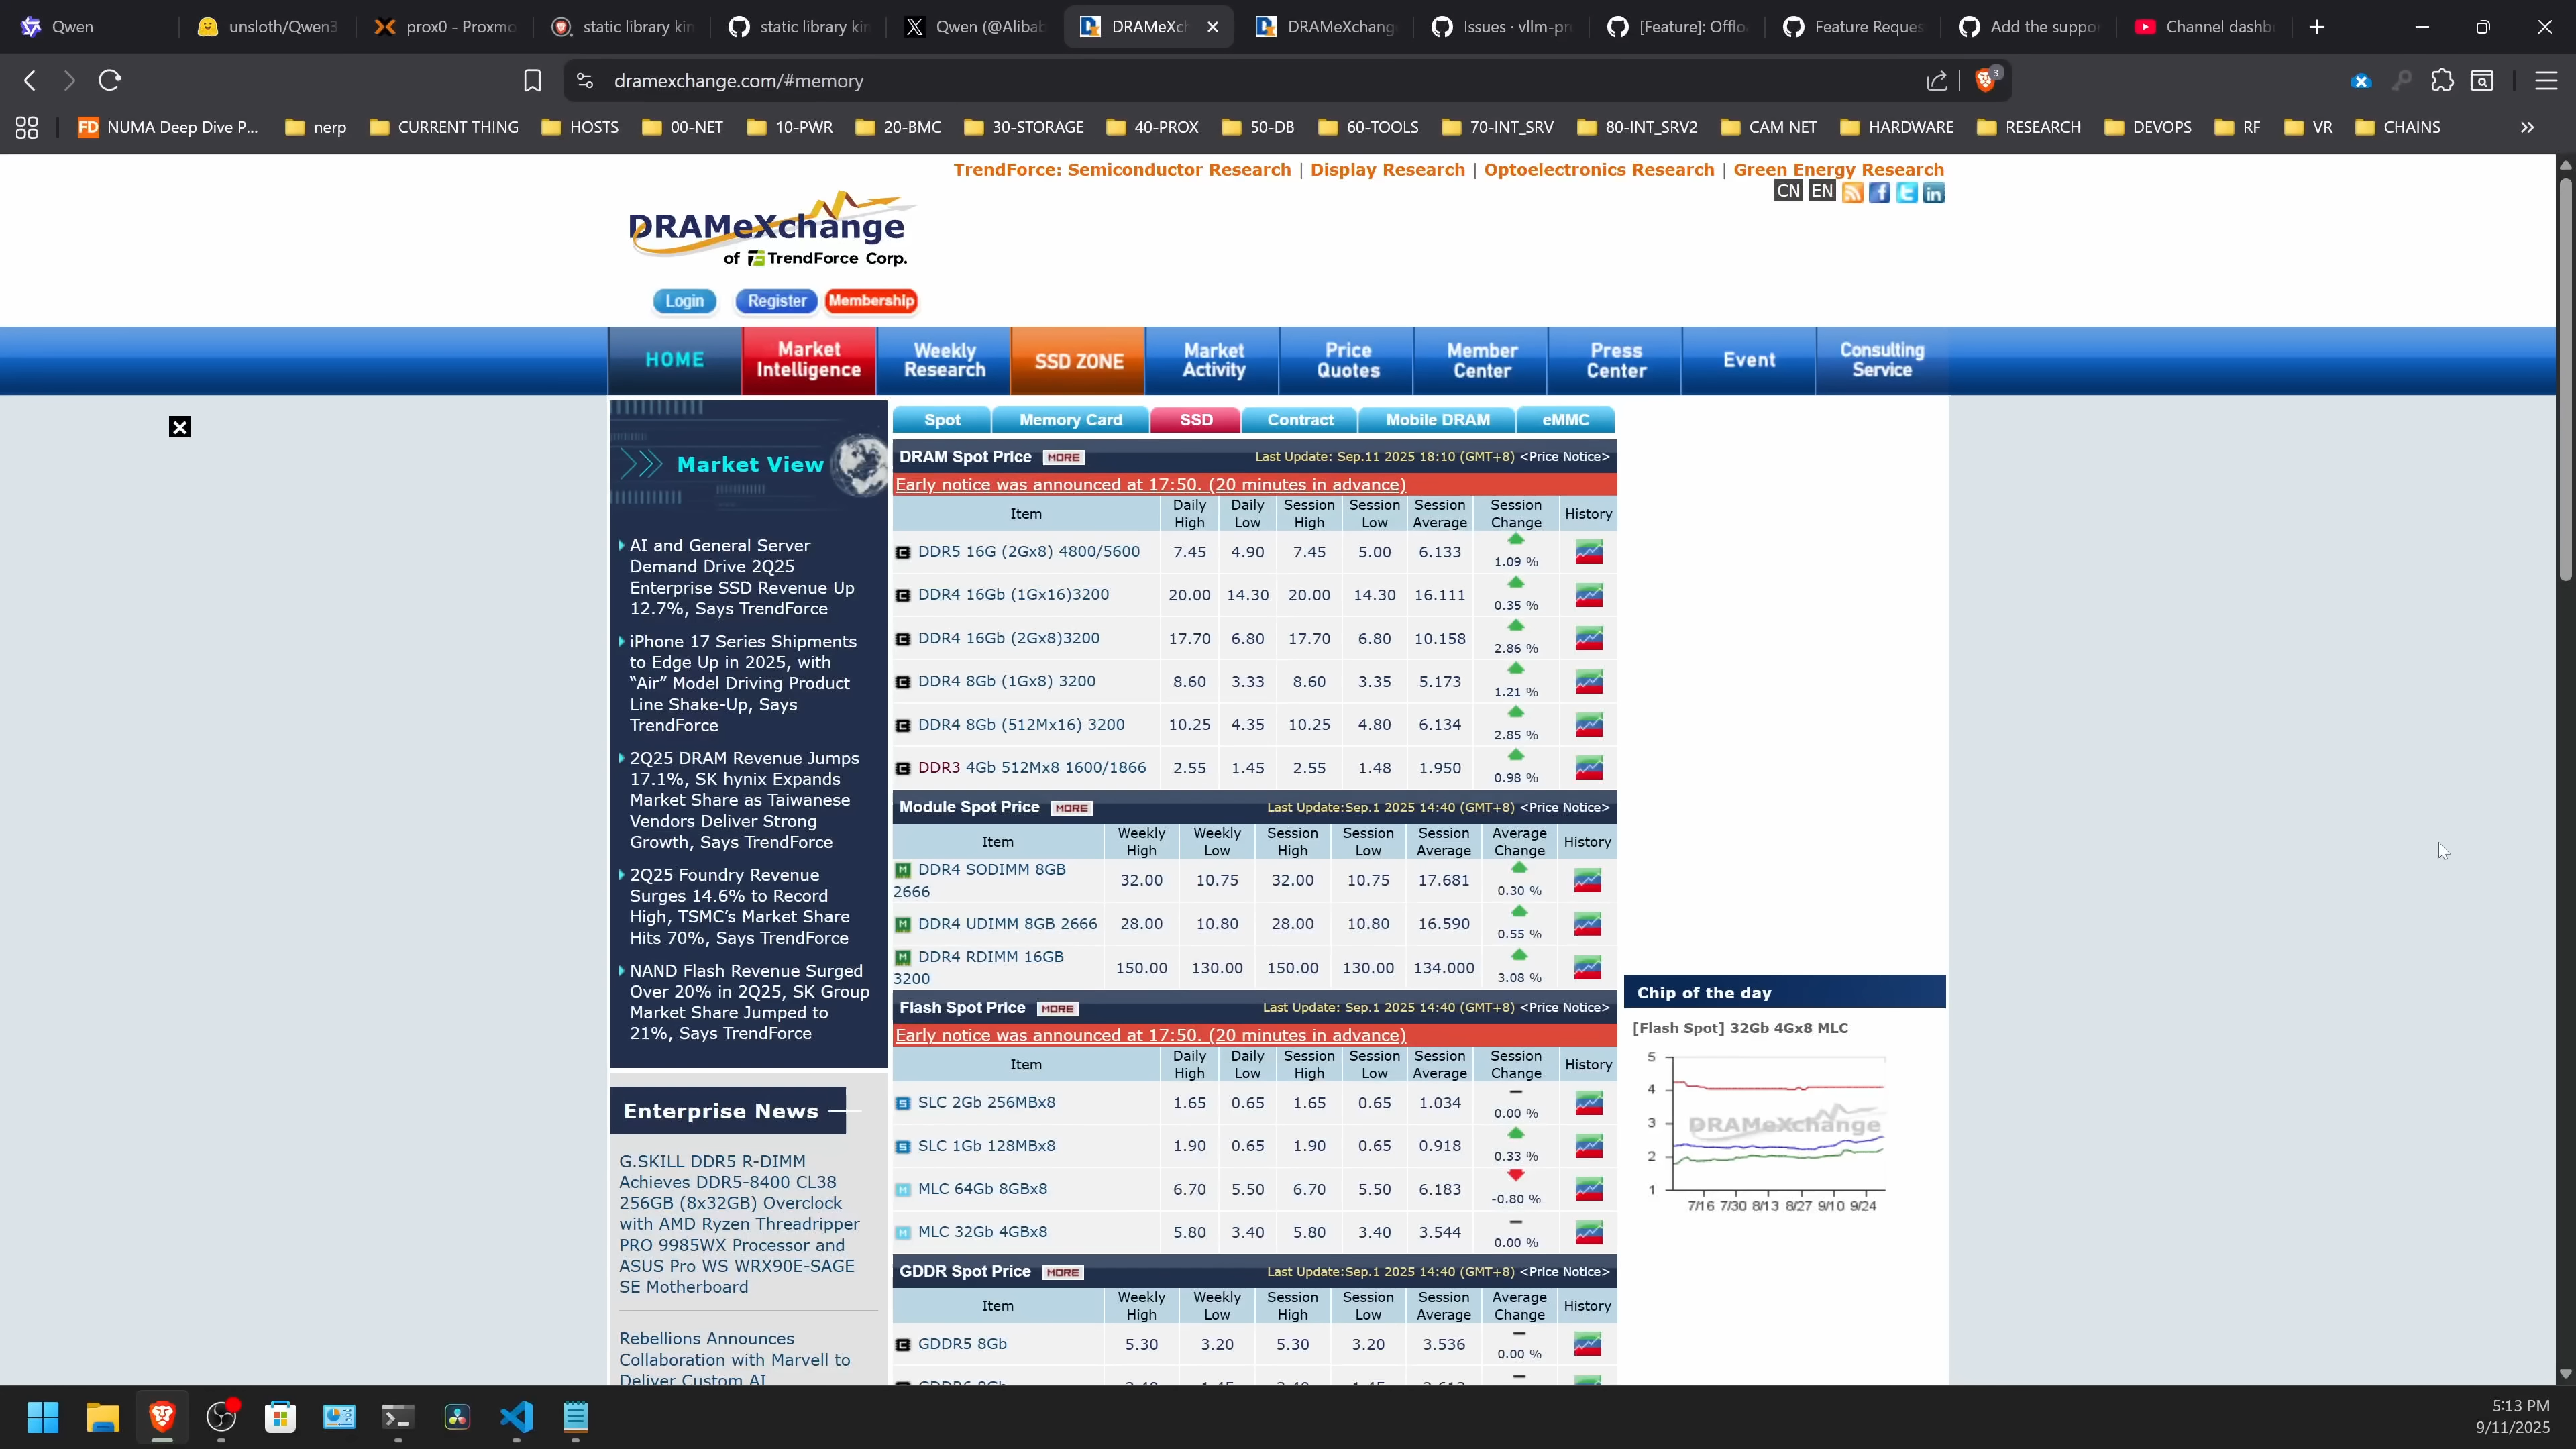 Qwen
unsloth/Qwen3
prox0 - Proxmo
static library kin
static library kin
Qwen (@Alibab
DRAMeXch
DRAMeXchang
Issues · vllm-pr
[Feature]: Offlo
Feature Reques
Add the suppo
Channel dashb
dramexchange.com/#memory
3
FD NUMA Deep Dive P...
nerp
CURRENT THING
HOSTS
00-NET
10-PWR
20-BMC
30-STORAGE
40-PROX
50-DB
60-TOOLS
70-INT_SRV
80-INT_SRV2
CAM NET
HARDWARE
RESEARCH
DEVOPS
RF
VR
CHAINS
TrendForce: Semiconductor Research | Display Research | Optoelectronics Research | Green Energy Research
CN EN
DRAMeXchange
of TrendForce Corp.
Login Register Membership
HOME
Market Intelligence
Weekly Research
SSD ZONE
Market Activity
Price Quotes
Member Center
Press Center
Event
Consulting Service
Market View
AI and General Server
Demand Drive 2Q25
Enterprise SSD Revenue Up
12.7%, Says TrendForce
iPhone 17 Series Shipments
to Edge Up in 2025, with
“Air” Model Driving Product
Line Shake-Up, Says
TrendForce
2Q25 DRAM Revenue Jumps
17.1%, SK hynix Expands
Market Share as Taiwanese
Vendors Deliver Strong
Growth, Says TrendForce
2Q25 Foundry Revenue
Surges 14.6% to Record
High, TSMC’s Market Share
Hits 70%, Says TrendForce
NAND Flash Revenue Surged
Over 20% in 2Q25, SK Group
Market Share Jumped to
21%, Says TrendForce
Enterprise News
G.SKILL DDR5 R-DIMM
Achieves DDR5-8400 CL38
256GB (8x32GB) Overclock
with AMD Ryzen Threadripper
PRO 9985WX Processor and
ASUS Pro WS WRX90E-SAGE
SE Motherboard
Rebellions Announces
Collaboration with Marvell to
Deliver Custom AI
Spot Memory Card SSD Contract Mobile DRAM eMMC
DRAM Spot Price MORE Last Update: Sep.11 2025 18:10 (GMT+8) <Price Notice>
Early notice was announced at 17:50. (20 minutes in advance)
Item Daily High Daily Low Session High Session Low Session Average Session Change History
DDR5 16G (2Gx8) 4800/5600 7.45 4.90 7.45 5.00 6.133 1.09 %
DDR4 16Gb (1Gx16)3200 20.00 14.30 20.00 14.30 16.111 0.35 %
DDR4 16Gb (2Gx8)3200 17.70 6.80 17.70 6.80 10.158 2.86 %
DDR4 8Gb (1Gx8) 3200 8.60 3.33 8.60 3.35 5.173 1.21 %
DDR4 8Gb (512Mx16) 3200 10.25 4.35 10.25 4.80 6.134 2.85 %
DDR3 4Gb 512Mx8 1600/1866 2.55 1.45 2.55 1.48 1.950 0.98 %
Module Spot Price MORE Last Update:Sep.1 2025 14:40 (GMT+8) <Price Notice>
Item Weekly High Weekly Low Session High Session Low Session Average Average Change History
DDR4 SODIMM 8GB 2666 32.00 10.75 32.00 10.75 17.681 0.30 %
DDR4 UDIMM 8GB 2666 28.00 10.80 28.00 10.80 16.590 0.55 %
DDR4 RDIMM 16GB 3200 150.00 130.00 150.00 130.00 134.000 3.08 %
Flash Spot Price MORE Last Update: Sep.1 2025 14:40 (GMT+8) <Price Notice>
Early notice was announced at 17:50. (20 minutes in advance)
Item Daily High Daily Low Session High Session Low Session Average Session Change History
SLC 2Gb 256MBx8 1.65 0.65 1.65 0.65 1.034 0.00 %
SLC 1Gb 128MBx8 1.90 0.65 1.90 0.65 0.918 0.33 %
MLC 64Gb 8GBx8 6.70 5.50 6.70 5.50 6.183 -0.80 %
MLC 32Gb 4GBx8 5.80 3.40 5.80 3.40 3.544 0.00 %
GDDR Spot Price MORE Last Update:Sep.1 2025 14:40 (GMT+8) <Price Notice>
Item Weekly High Weekly Low Session High Session Low Session Average Average Change History
GDDR5 8Gb 5.30 3.20 5.30 3.20 3.536 0.00 %
Chip of the day
[Flash Spot] 32Gb 4Gx8 MLC
5
4
3
2
1
DRAMeXchange
7/16 7/30 8/13 8/27 9/10 9/24
5:13 PM
9/11/2025